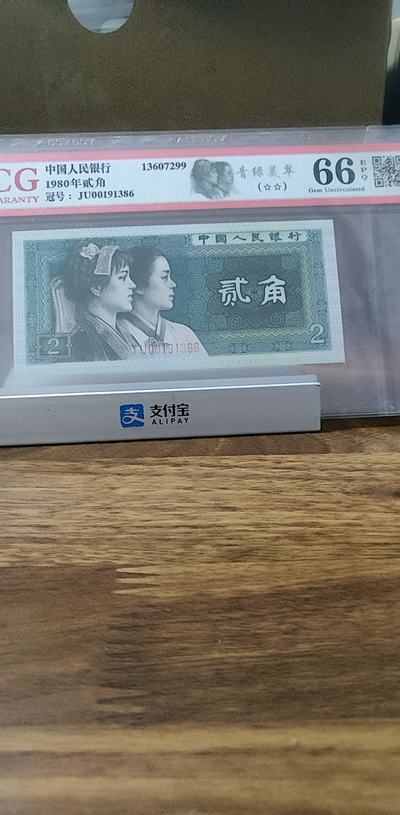 CG
ARANTY
中国人民银行
1980年贰角
冠号：JU00191386
13607299
青绿美翠
(☆☆)
66
EPQ
Gem Uncirculated
中国人民银行
贰角
2
JU00191386
2
支付宝
ALIPAY